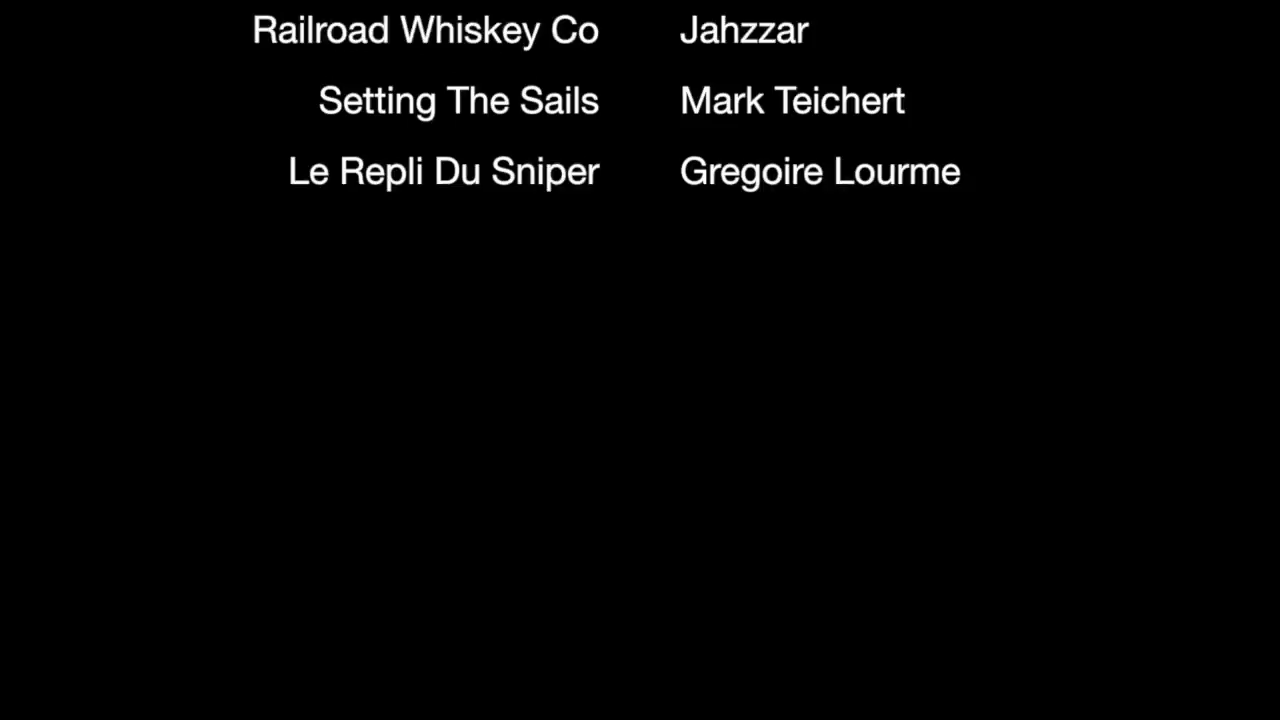 Railroad Whiskey Co Jahzzar
Setting The Sails Mark Teichert
Le Repli Du Sniper Gregoire Lourme